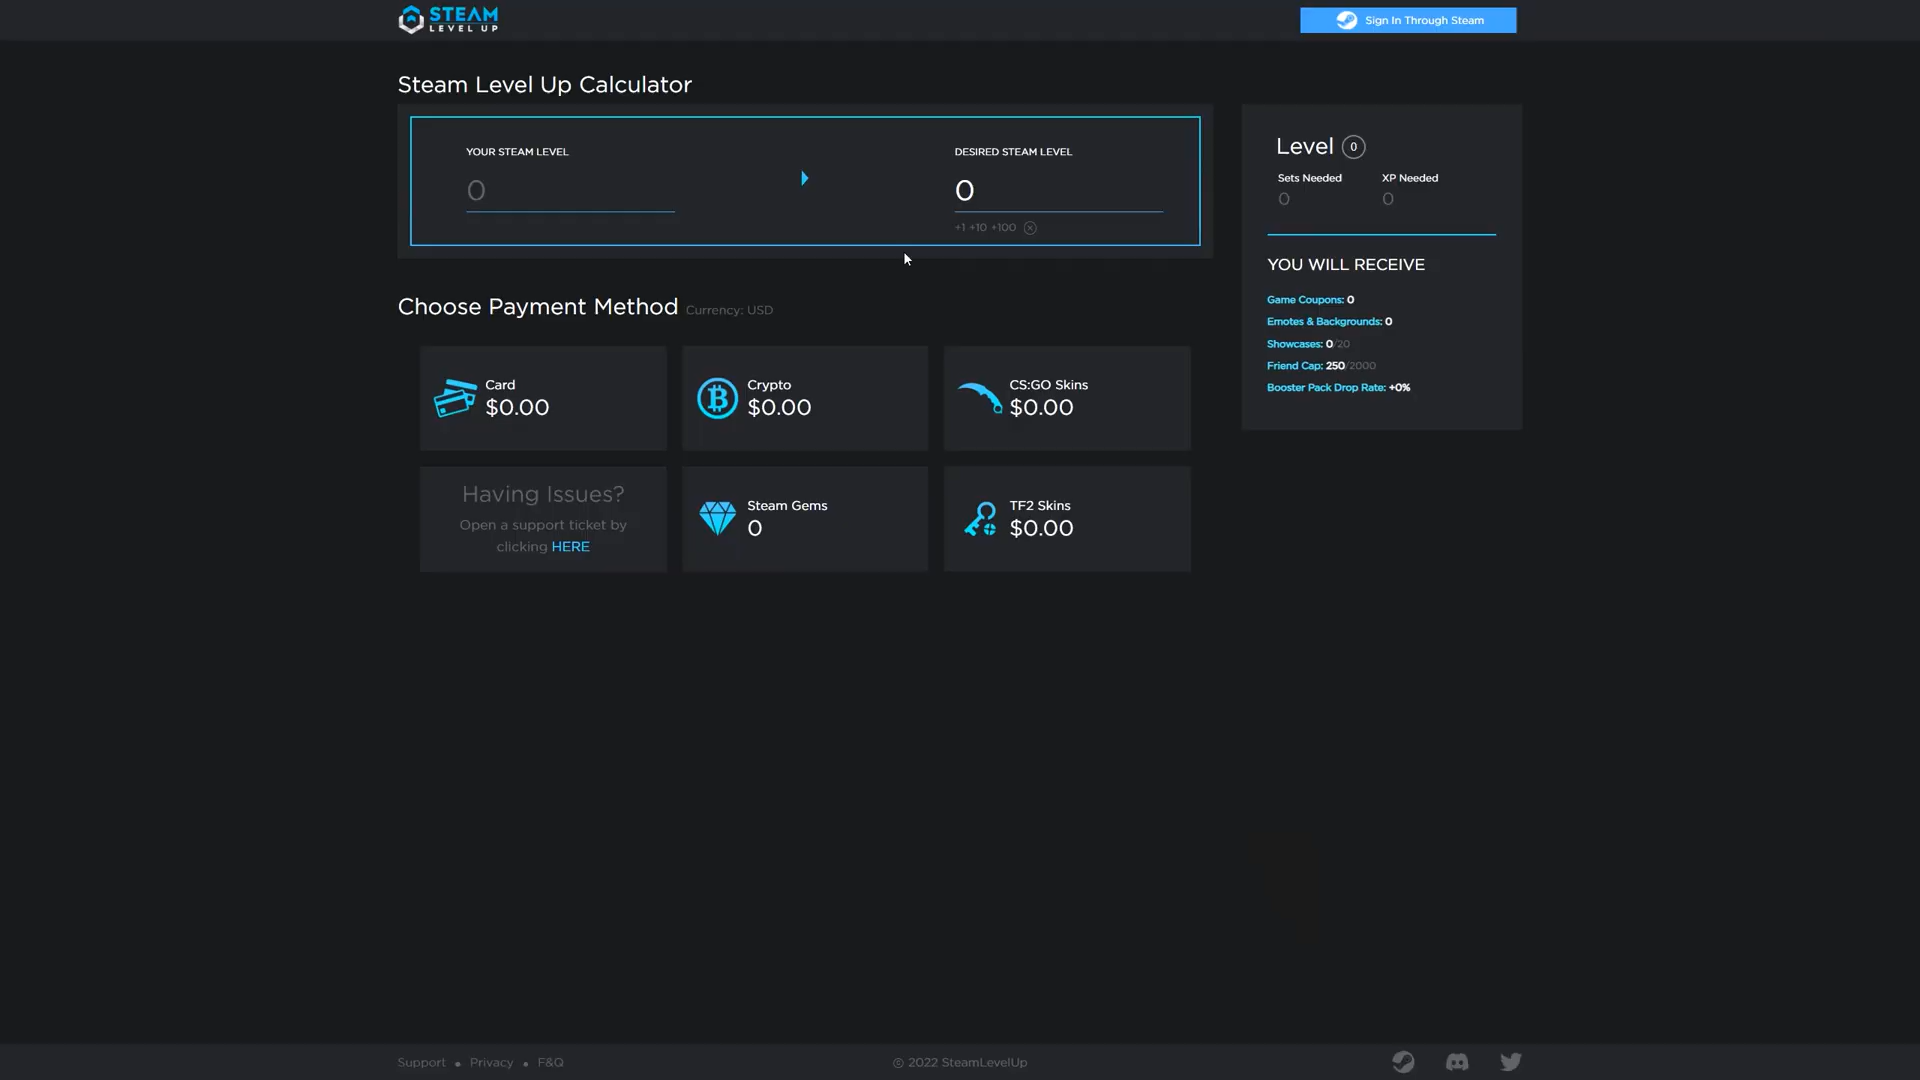 STEAM
LEVEL UP
Sign In Through Steam
Steam Level Up Calculator
YOUR STEAM LEVEL
0
DESIRED STEAM LEVEL
0
+1 +10 +100
Level 0
Sets Needed
0
XP Needed
0
YOU WILL RECEIVE
Game Coupons: 0
Emotes & Backgrounds: 0
Showcases: 0/20
Friend Cap: 250/2000
Booster Pack Drop Rate: +0%
Choose Payment Method Currency: USD
Card
$0.00
Crypto
$0.00
CS:GO Skins
$0.00
Having Issues?
Open a support ticket by
clicking HERE
Steam Gems
0
TF2 Skins
$0.00
Support • Privacy • F&Q
© 2022 SteamLevelUp